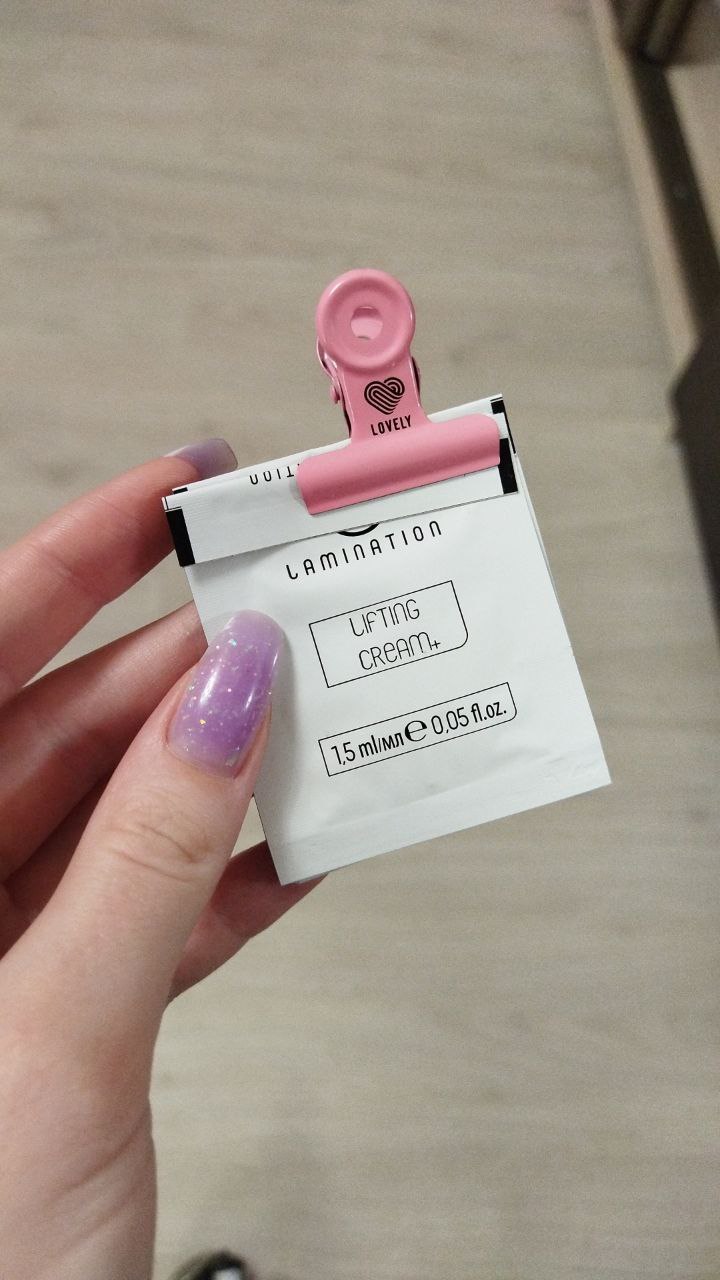 LOVELY
LAMINATION
LIFTING
CREAM+
1,5 ml/мл ℮ 0,05 fl.oz.